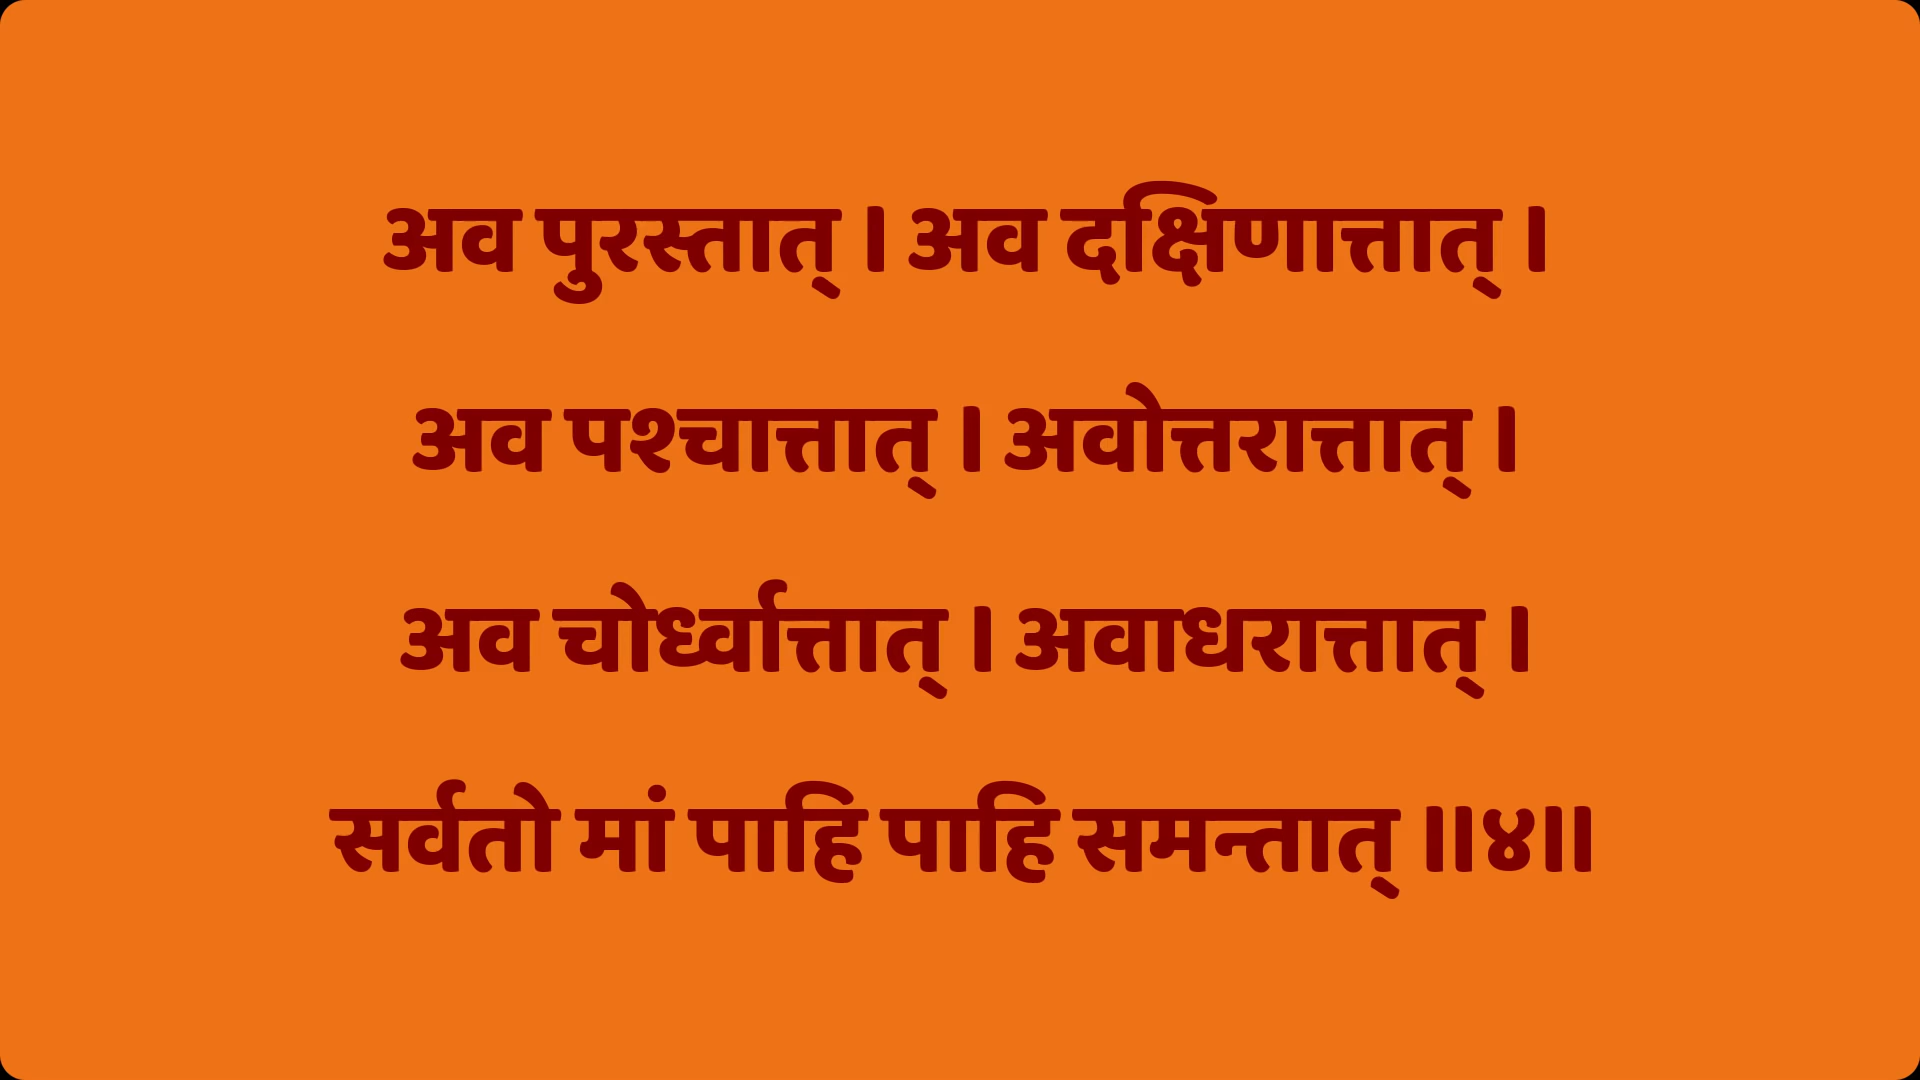 अव पुरस्तात् । अव दक्षिणात्तात् ।
अव पश्चात्तात् । अवोत्तरात्तात् ।
अव चोर्ध्वात्तात् । अवाधरात्तात् ।
सर्वतो मां पाहि पाहि समन्तात् ॥४॥